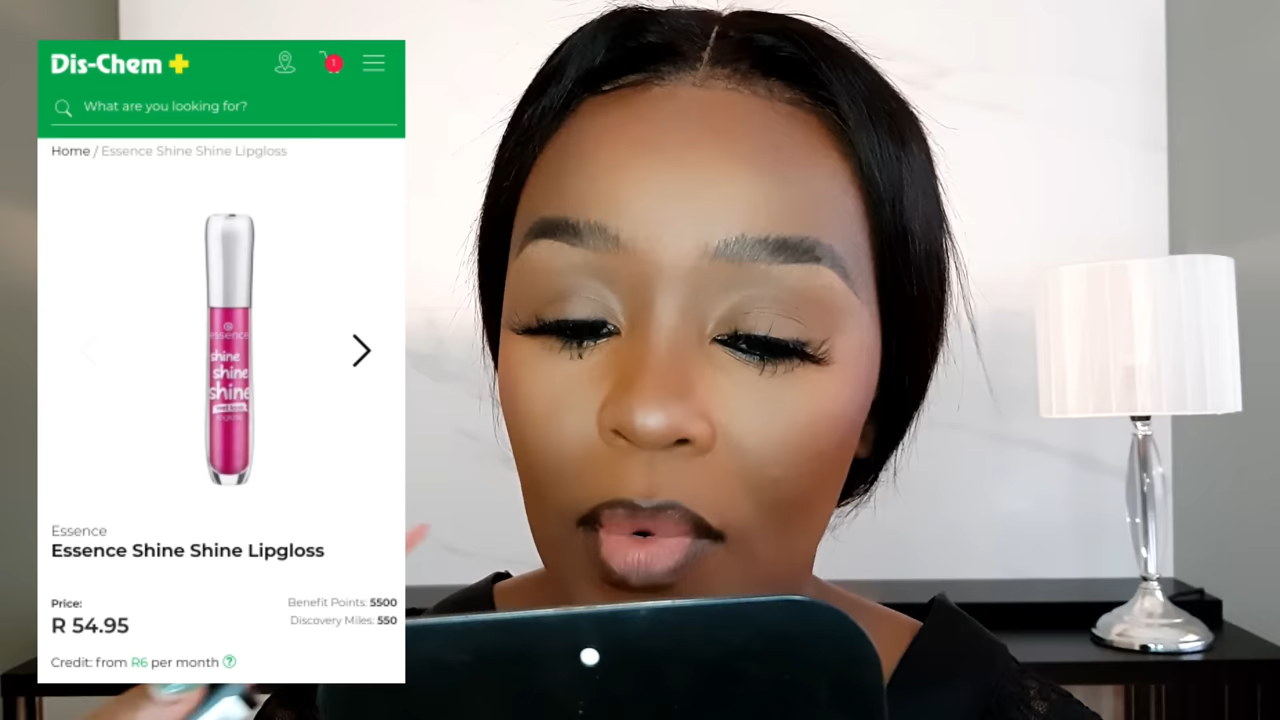 Dis-Chem
1
What are you looking for?
Home / Essence Shine Shine Lipgloss
essence
shine
shine
shine
Essence
Essence Shine Shine Lipgloss
Price:
Benefit Points: 5500
R 54.95
Discovery Miles: 550
Credit: from R6 per month ?